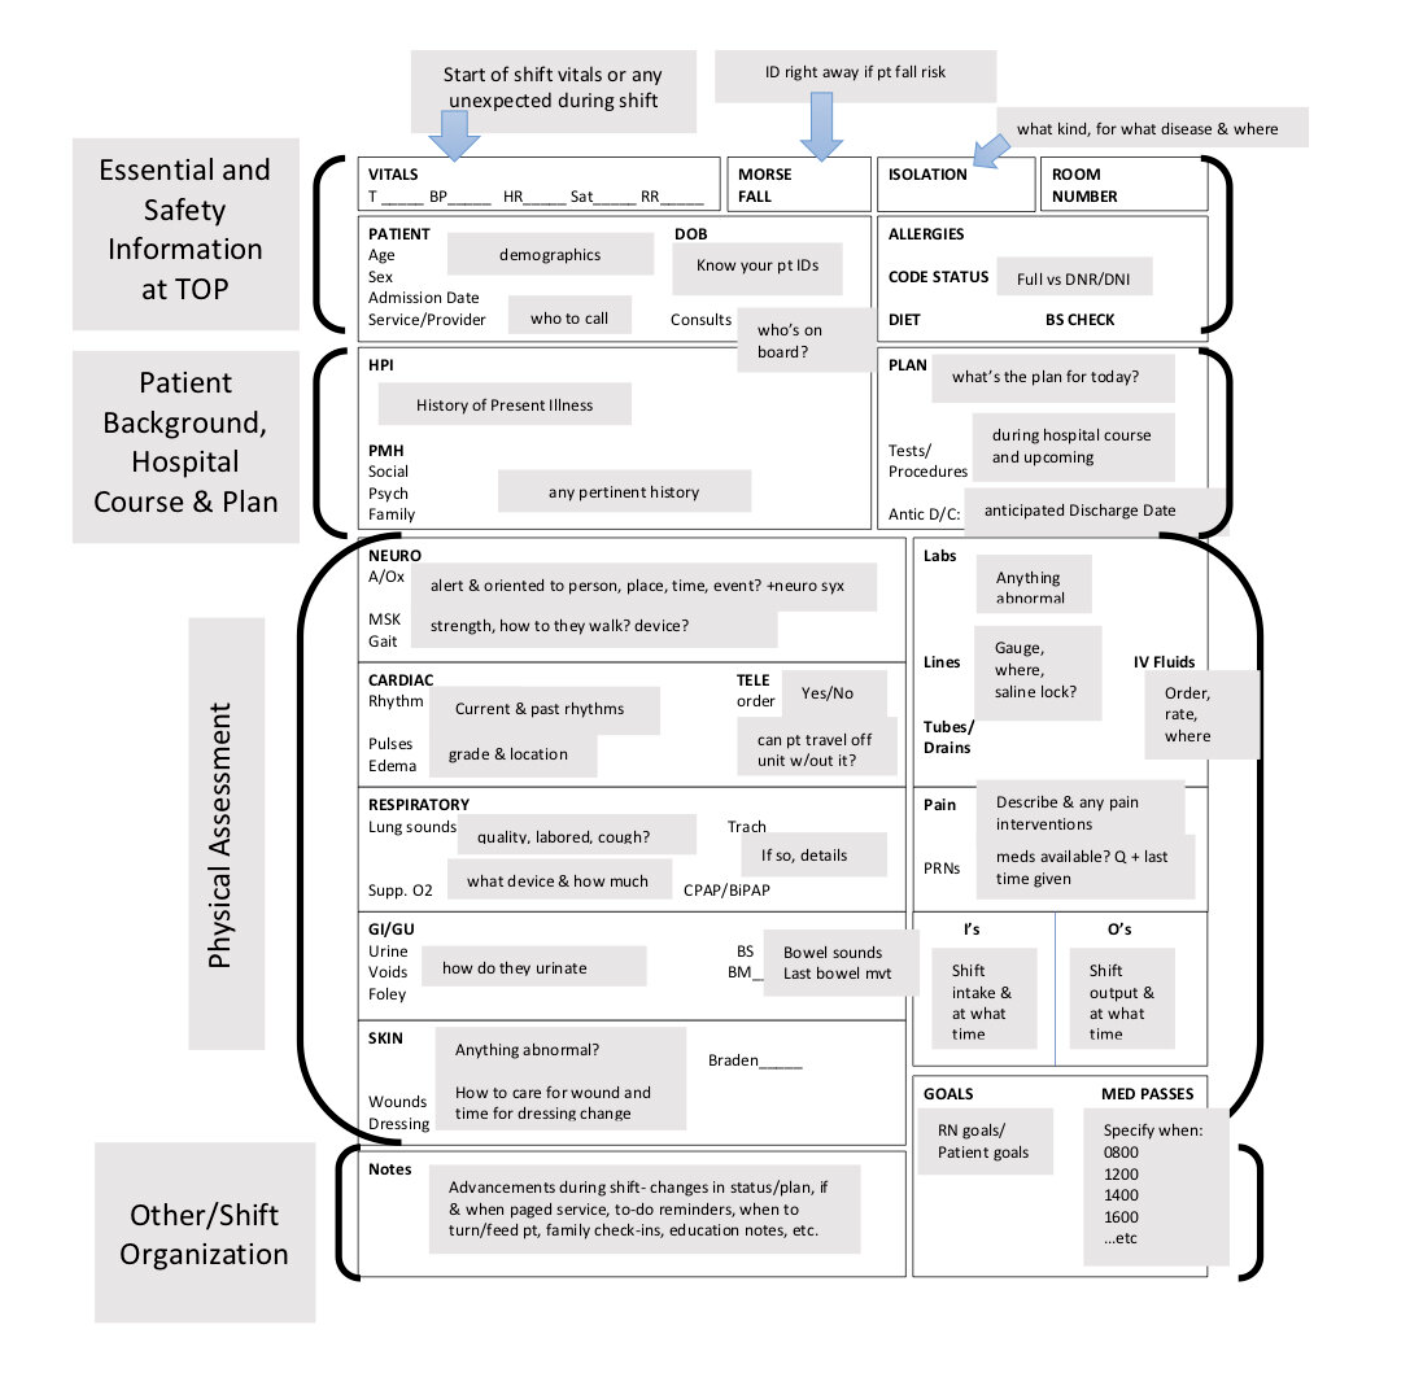 Start of shift vitals or any
unexpected during shift
ID right away if pt fall risk
what kind, for what disease & where
Essential and
Safety
Information
at TOP
VITALS
T _____ BP_____ HR_____ Sat_____ RR_____
MORSE
FALL
ISOLATION
ROOM
NUMBER
PATIENT
Age
Sex
Admission Date
Service/Provider
demographics
who to call
DOB
Know your pt IDs
Consults
who's on
board?
ALLERGIES
CODE STATUS
Full vs DNR/DNI
DIET
BS CHECK
Patient
Background,
Hospital
Course & Plan
HPI
History of Present Illness
PMH
Social
Psych
Family
any pertinent history
PLAN
what's the plan for today?
Tests/
Procedures
during hospital course
and upcoming
Antic D/C:
anticipated Discharge Date
Physical Assessment
NEURO
A/Ox
alert & oriented to person, place, time, event? +neuro syx
MSK
Gait
strength, how to they walk? device?
CARDIAC
Rhythm
Current & past rhythms
Pulses
Edema
grade & location
TELE
order
Yes/No
can pt travel off
unit w/out it?
RESPIRATORY
Lung sounds
quality, labored, cough?
Trach
If so, details
Supp. O2
what device & how much
CPAP/BiPAP
GI/GU
Urine
Voids
Foley
how do they urinate
BS
BM__
Bowel sounds
Last bowel mvt
SKIN
Anything abnormal?
Braden_____
Wounds
Dressing
How to care for wound and
time for dressing change
Labs
Anything
abnormal
Lines
Gauge,
where,
saline lock?
IV Fluids
Order,
rate,
where
Tubes/
Drains
Pain
Describe & any pain
interventions
PRNs
meds available? Q + last
time given
I's
Shift
intake &
at what
time
O's
Shift
output &
at what
time
Other/Shift
Organization
Notes
Advancements during shift- changes in status/plan, if
& when paged service, to-do reminders, when to
turn/feed pt, family check-ins, education notes, etc.
GOALS
RN goals/
Patient goals
MED PASSES
Specify when:
0800
1200
1400
1600
...etc